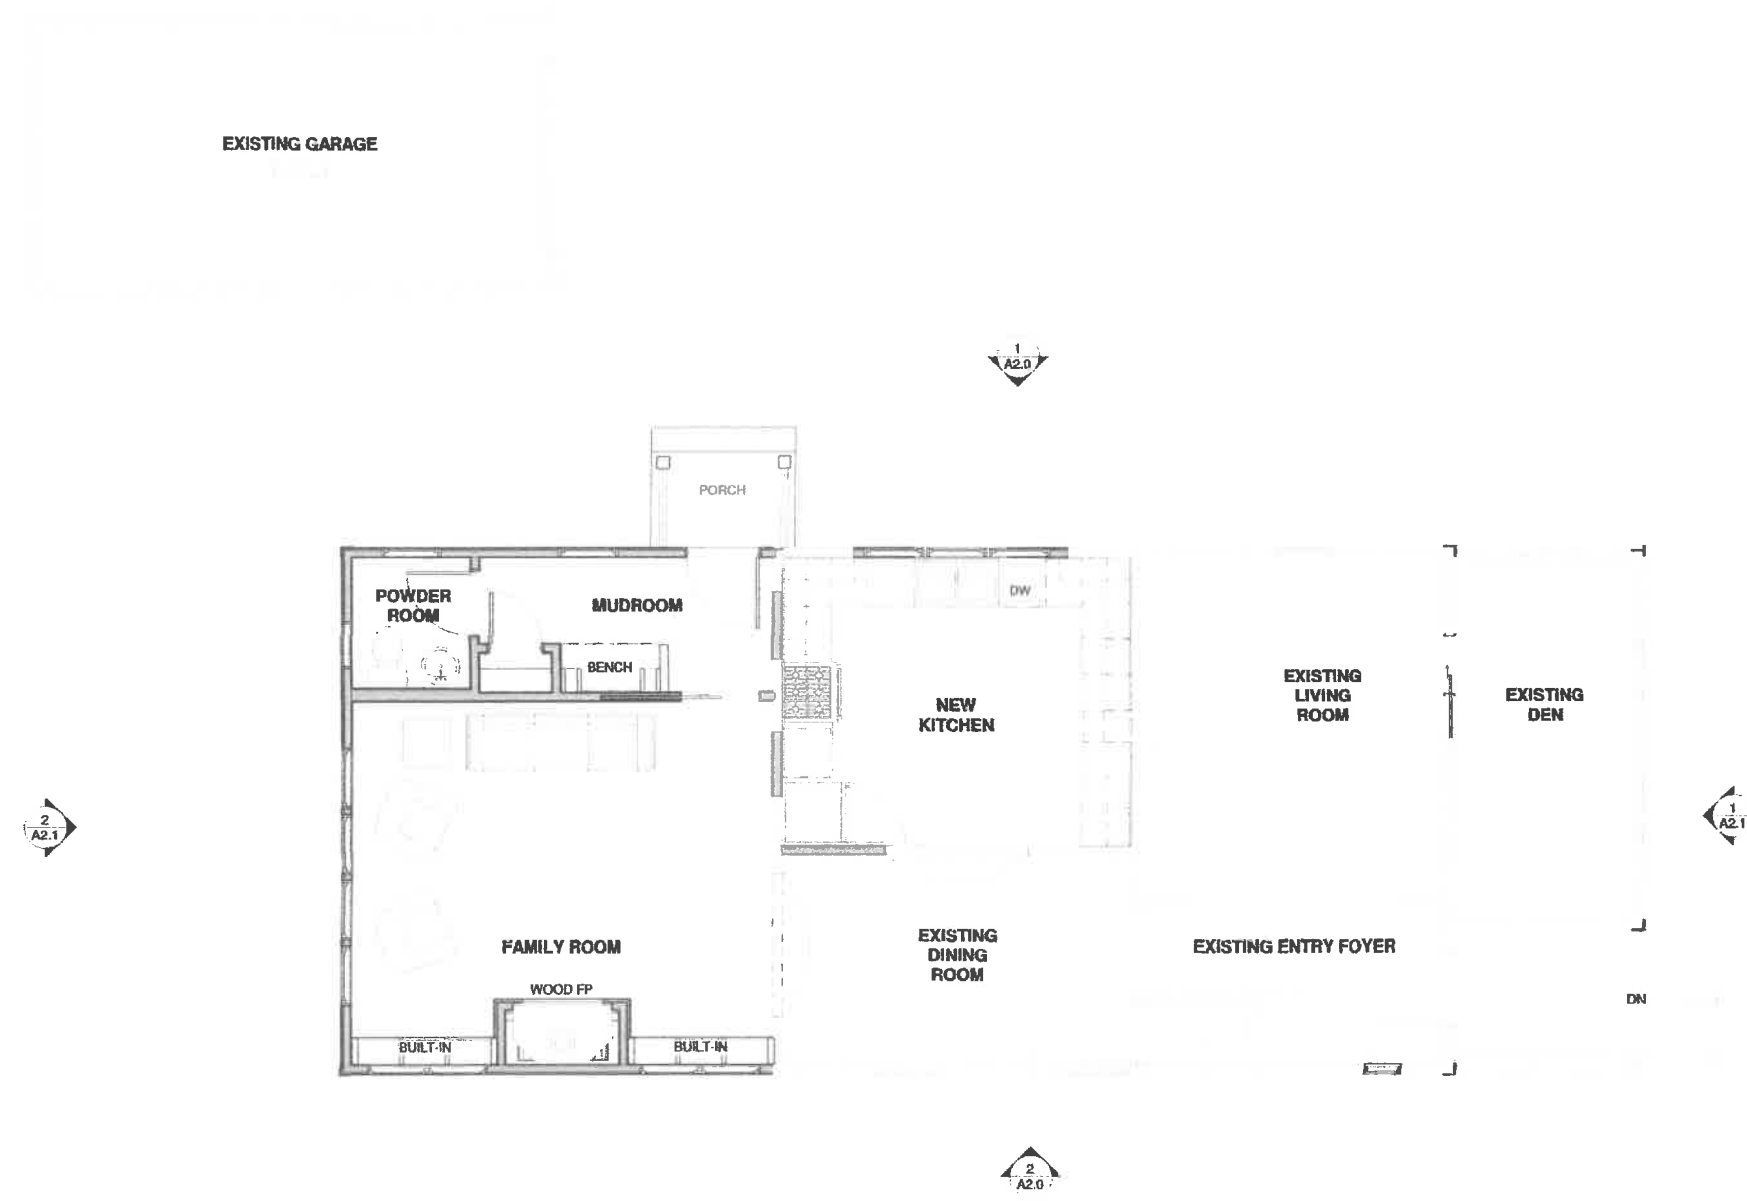 EXISTING GARAGE
1
A2.0
PORCH
POWDER
ROOM
MUDROOM
BENCH
DW
NEW
KITCHEN
EXISTING
LIVING
ROOM
EXISTING
DEN
2
A2.1
1
A2.1
FAMILY ROOM
EXISTING
DINING
ROOM
EXISTING ENTRY FOYER
WOOD FP
DN
BUILT-IN
BUILT-IN
2
A2.0